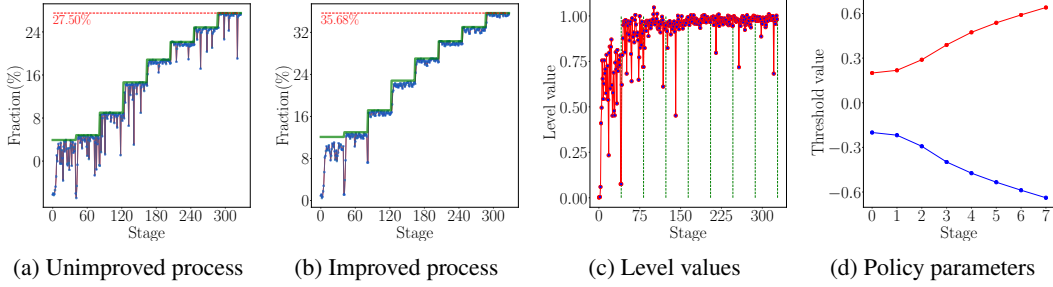 27.50%
Fraction(%)
24
16
8
0
0 60 120 180 240 300
Stage
(a) Unimproved process
35.68%
Fraction(%)
32
24
16
8
0
0 60 120 180 240 300
Stage
(b) Improved process
Level value
1.00
0.75
0.50
0.25
0.00
0 75 150 215 300
Stage
(c) Level values
Threshold value
0.6
0.3
0.0
−0.3
−0.6
0 1 2 3 4 5 6 7
Stage
(d) Policy parameters